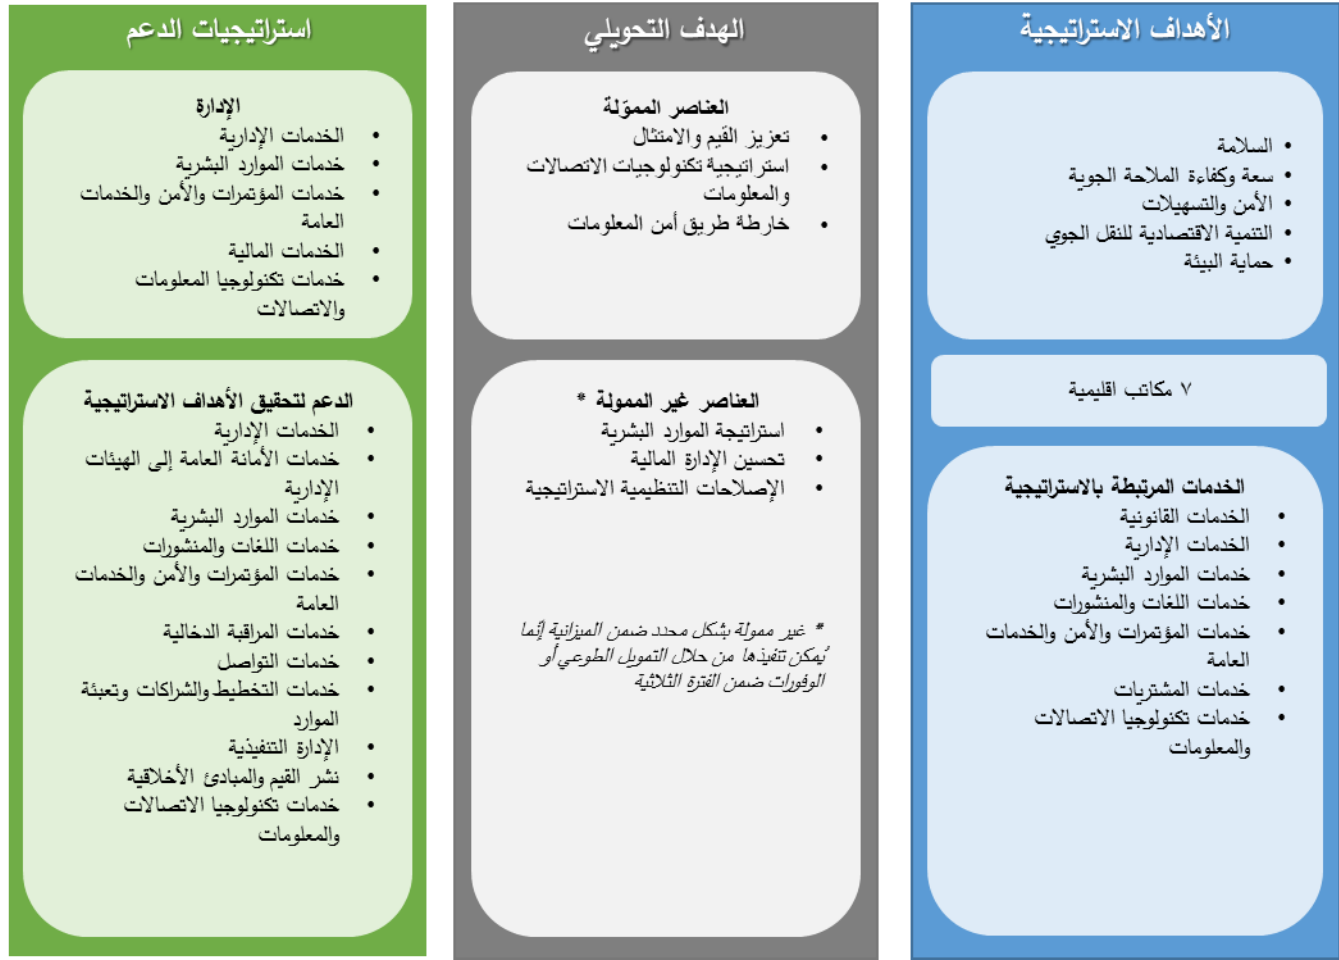 الأهداف الاستراتيجية
• السلامة
• سعة وكفاءة الملاحة الجوية
• الأمن والتسهيلات
• التنمية الاقتصادية للنقل الجوي
• حماية البيئة
٧ مكاتب اقليمية
الخدمات المرتبطة بالاستراتيجية
• الخدمات القانونية
• الخدمات الإدارية
• خدمات الموارد البشرية
• خدمات اللغات والمنشورات
• خدمات المؤتمرات والأمن والخدمات
العامة
• خدمات المشتريات
• خدمات تكنولوجيا الاتصالات
والمعلومات
الهدف التحويلي
العناصر المموّلة
• تعزيز القَيم والامتثال
• استراتيجية تكنولوجيات الاتصالات
والمعلومات
• خارطة طريق أمن المعلومات
العناصر غير الممولة *
• استراتيجة الموارد البشرية
• تحسين الإدارة المالية
• الإصلاحات التنظيمية الاستراتيجية
* غير ممولة بشكل محدد ضمن الميزانية إنّما
يُمكن تنفيذها من خلال التمويل الطوعي أو
الوفورات ضمن الفترة الثلاثية
استراتيجيات الدعم
الإدارة
• الخدمات الإدارية
• خدمات الموارد البشرية
• خدمات المؤتمرات والأمن والخدمات
العامة
• الخدمات المالية
• خدمات تكنولوجيا المعلومات
والاتصالات
الدعم لتحقيق الأهداف الاستراتيجية
• الخدمات الإدارية
• خدمات الأمانة العامة إلى الهيئات
الإدارية
• خدمات الموارد البشرية
• خدمات اللغات والمنشورات
• خدمات المؤتمرات والأمن والخدمات
العامة
• خدمات المراقبة الدخالية
• خدمات التواصل
• خدمات التخطيط والشراكات وتعبئة
الموارد
• الإدارة التنفيذية
• نشر القيم والمبادئ الأخلاقية
• خدمات تكنولوجيا الاتصالات
والمعلومات